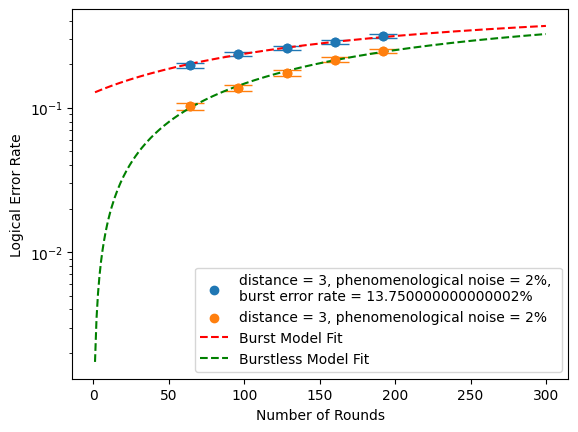 Logical Error Rate
10⁻¹
10⁻²
distance = 3, phenomenological noise = 2%,
burst error rate = 13.750000000000002%
distance = 3, phenomenological noise = 2%
Burst Model Fit
Burstless Model Fit
0 50 100 150 200 250 300
Number of Rounds